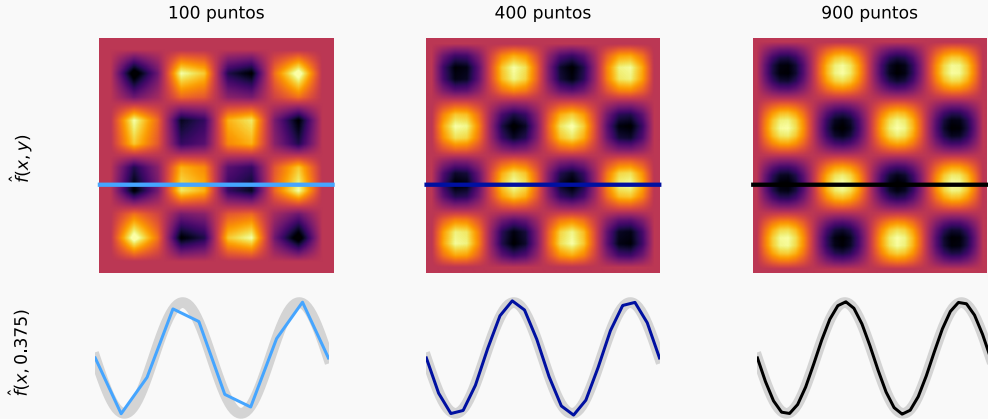 100 puntos
400 puntos
900 puntos
f̂(x, y)
f̂(x, 0.375)